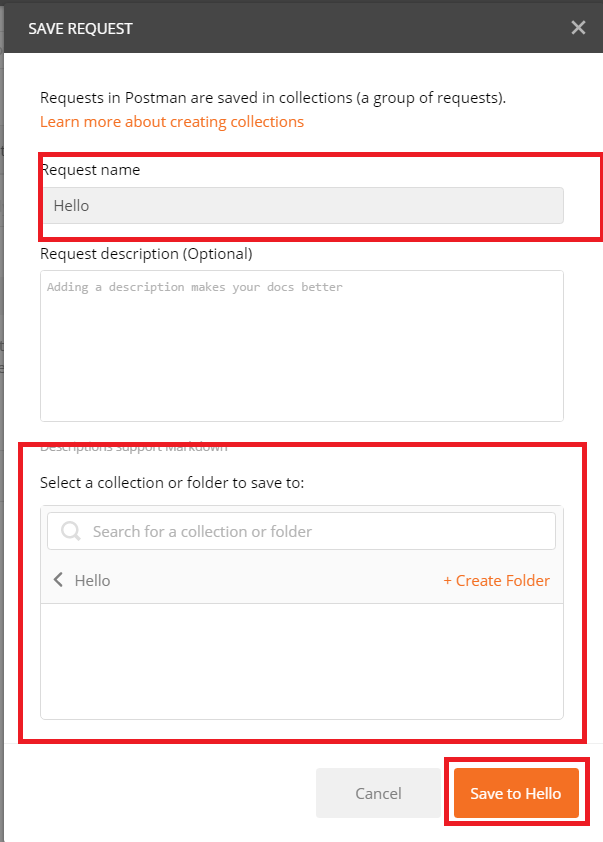 SAVE REQUEST
Requests in Postman are saved in collections (a group of requests).
Learn more about creating collections
Request name
Hello
Request description (Optional)
Adding a description makes your docs better
Descriptions support Markdown
Select a collection or folder to save to:
Search for a collection or folder
Hello + Create Folder
Cancel Save to Hello